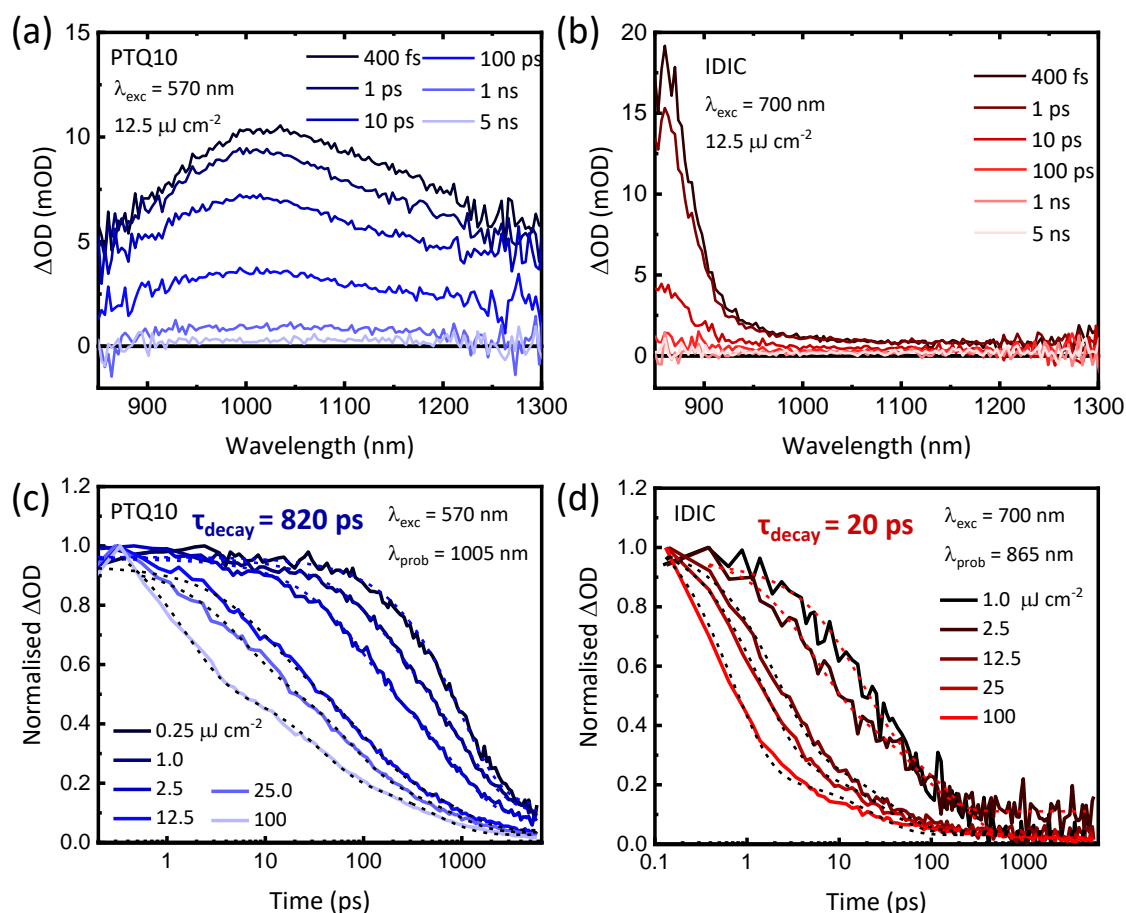 (a)
PTQ10
λexc = 570 nm
12.5 μJ cm-2
400 fs
1 ps
10 ps
100 ps
1 ns
5 ns
15
10
5
0
ΔOD (mOD)
900 1000 1100 1200 1300
Wavelength (nm)
(b)
IDIC
λexc = 700 nm
12.5 μJ cm-2
400 fs
1 ps
10 ps
100 ps
1 ns
5 ns
20
15
10
5
0
ΔOD (mOD)
900 1000 1100 1200 1300
Wavelength (nm)
(c)
PTQ10
τdecay = 820 ps
λexc = 570 nm
λprob = 1005 nm
0.25 μJ cm-2
1.0
2.5
12.5
25.0
100
1.2
1.0
0.8
0.6
0.4
0.2
0.0
Normalised ΔOD
1 10 100 1000
Time (ps)
(d)
IDIC
τdecay = 20 ps
λexc = 700 nm
λprob = 865 nm
1.0 μJ cm-2
2.5
12.5
25
100
1.2
1.0
0.8
0.6
0.4
0.2
0.0
Normalised ΔOD
0.1 1 10 100 1000
Time (ps)